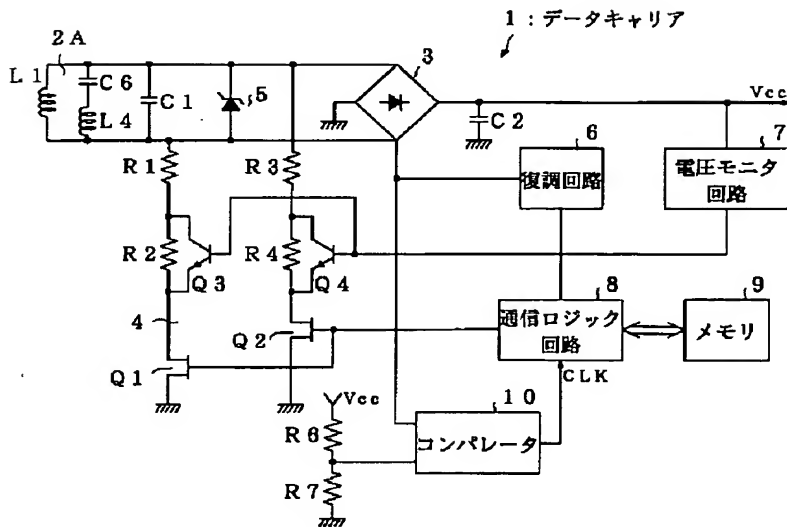 1：データキャリア
2A
3
L1
C6
C1
5
L4
C2
Vcc
6
7
R1
R3
復調回路
電圧モニタ
回路
R2
Q3
R4
Q4
8
9
4
Q2
通信ロジック
回路
メモリ
Q1
CLK
Vcc
10
R6
コンパレータ
R7